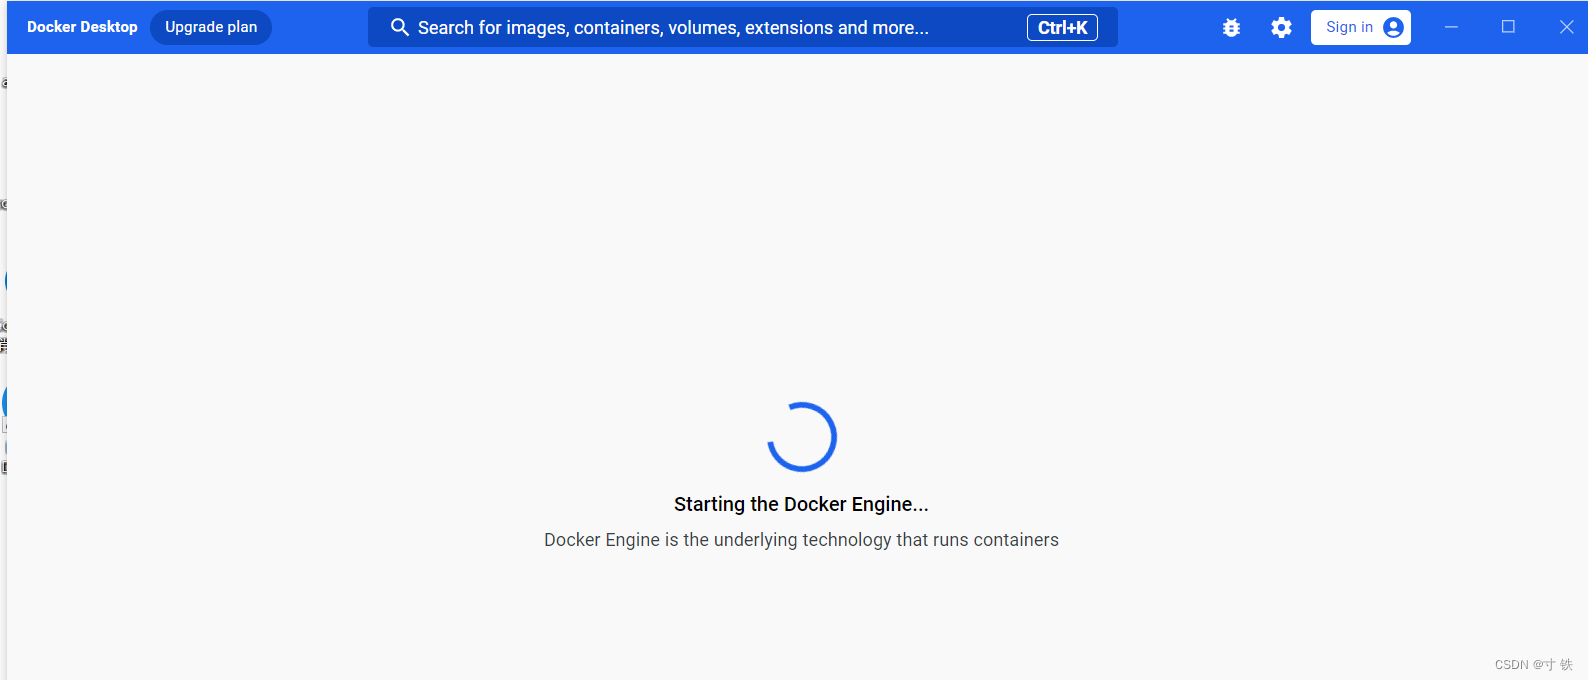 Docker Desktop Upgrade plan Search for images, containers, volumes, extensions and more... Ctrl+K Sign in
Starting the Docker Engine...
Docker Engine is the underlying technology that runs containers
CSDN @寸 铁